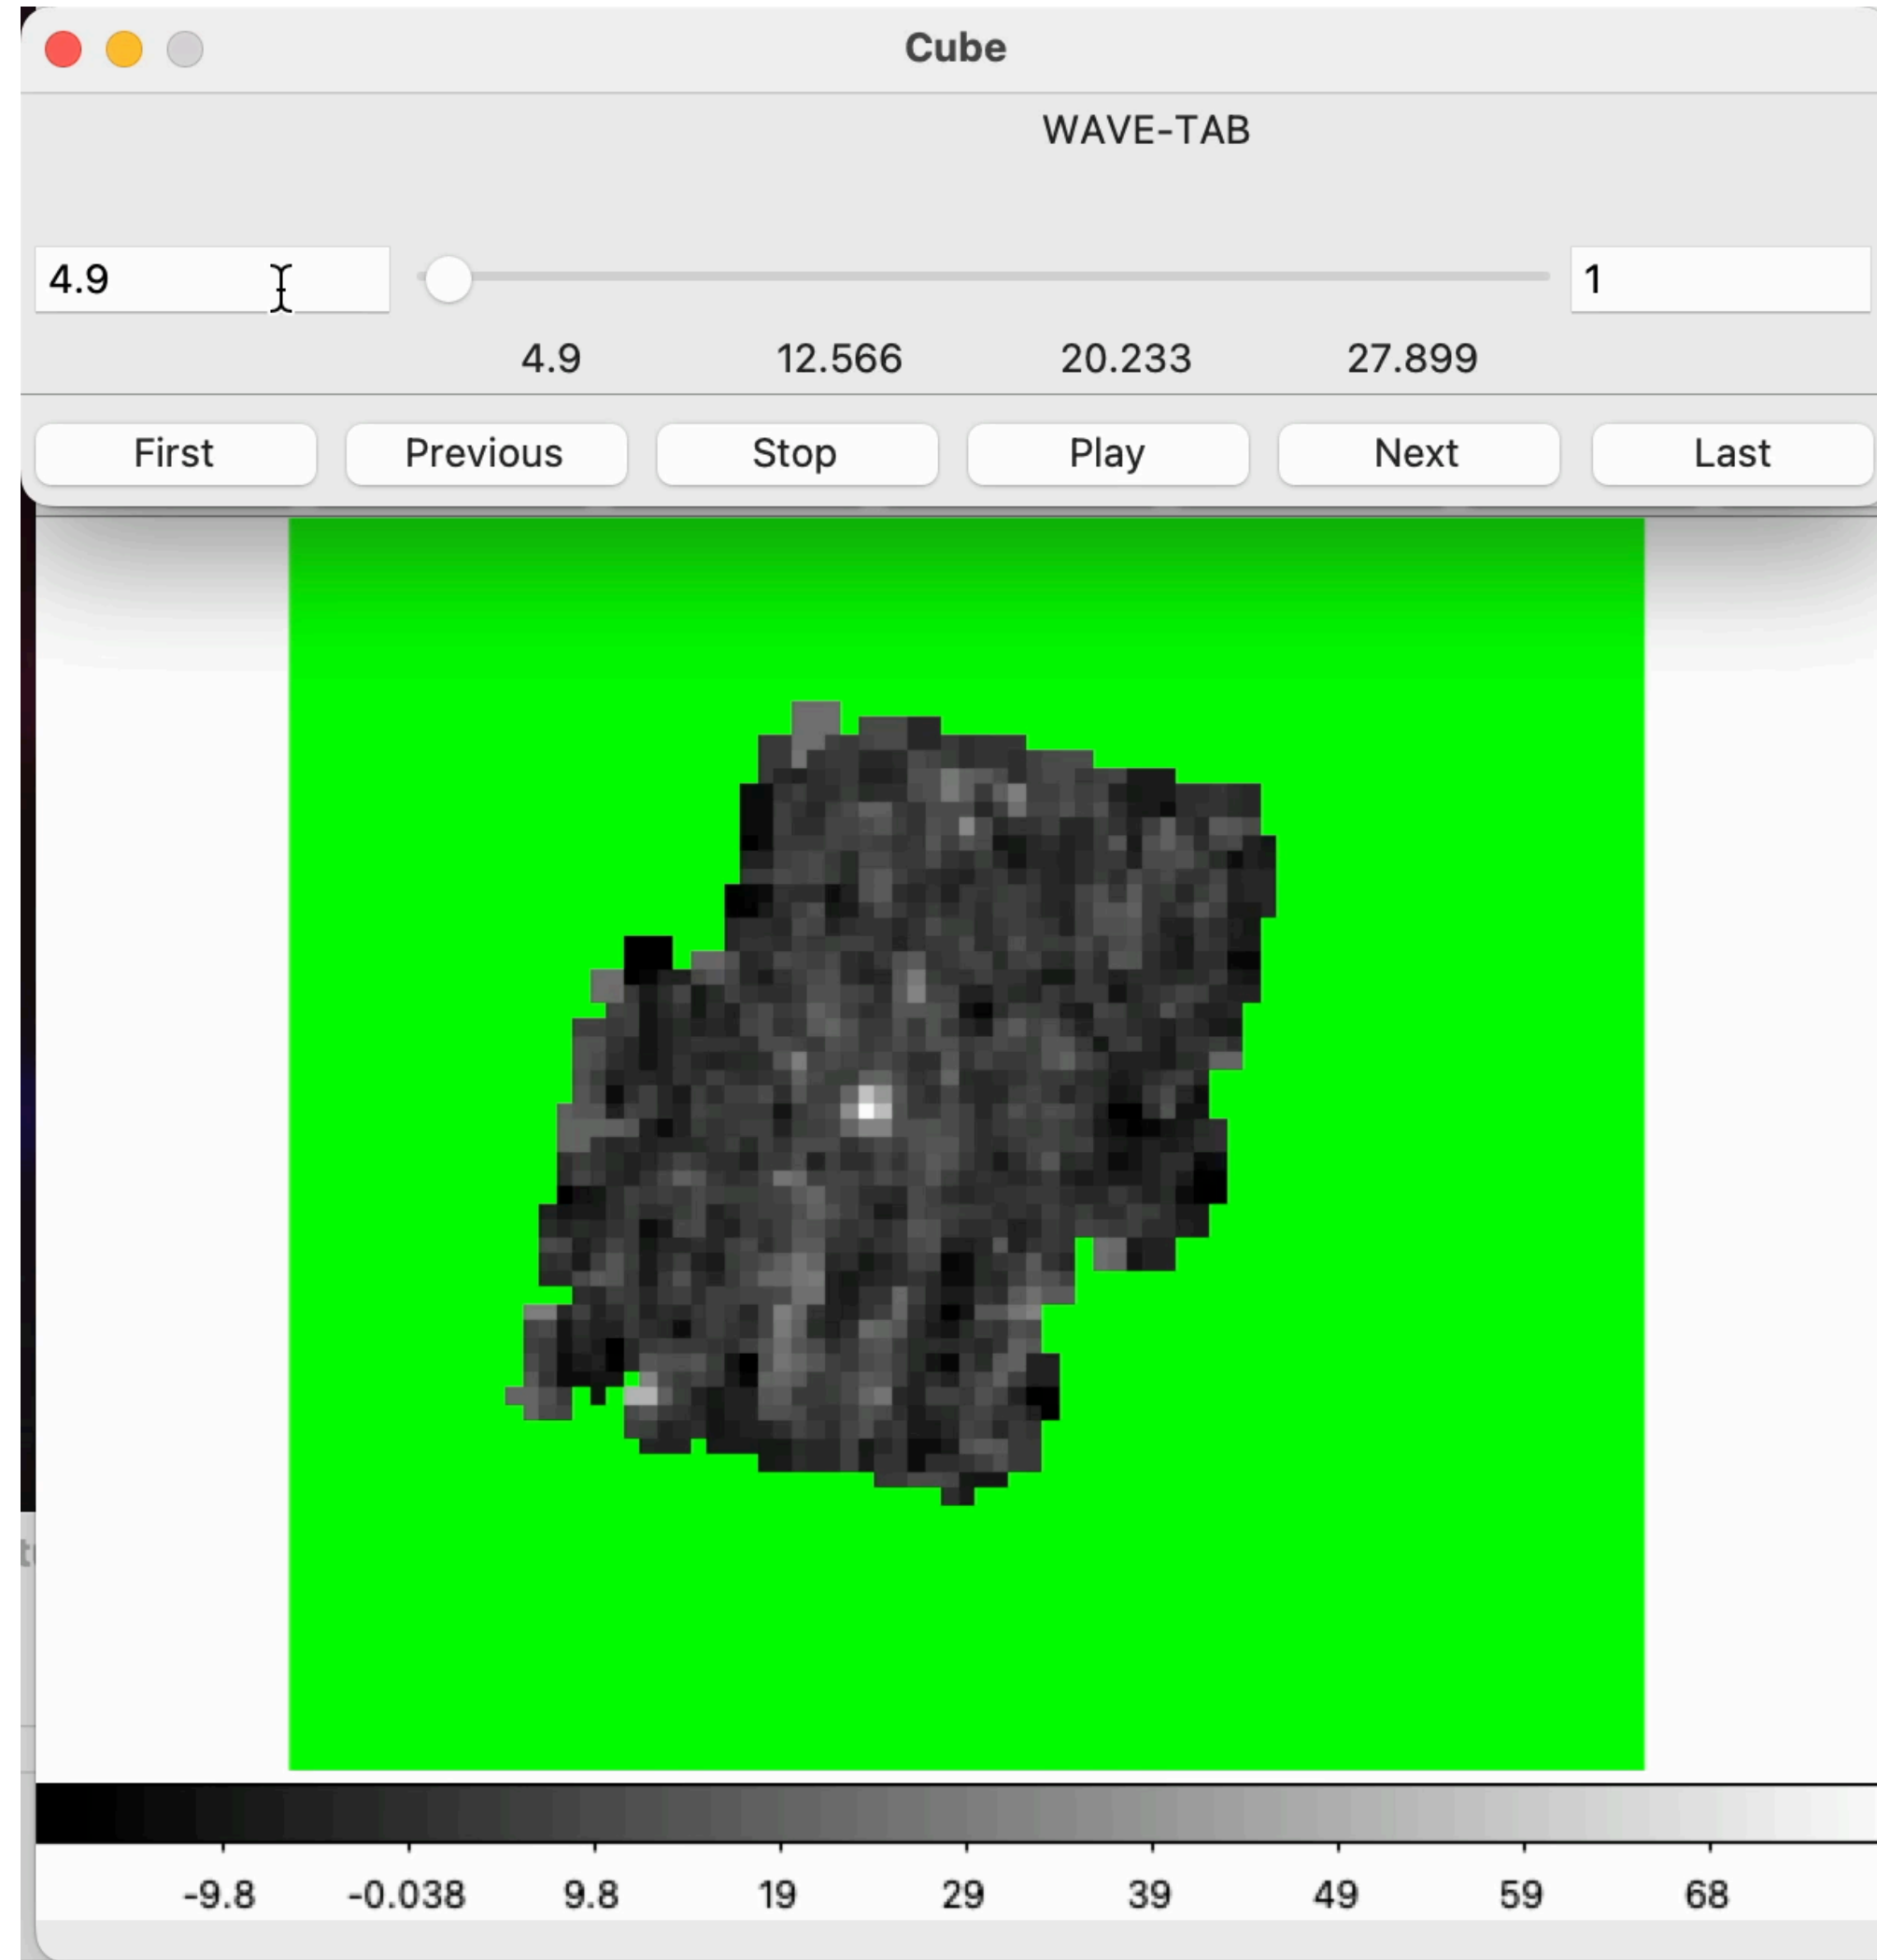 Cube
WAVE-TAB
4.9 1
4.9 12.566 20.233 27.899
First Previous Stop Play Next Last
-9.8 -0.038 9.8 19 29 39 49 59 68